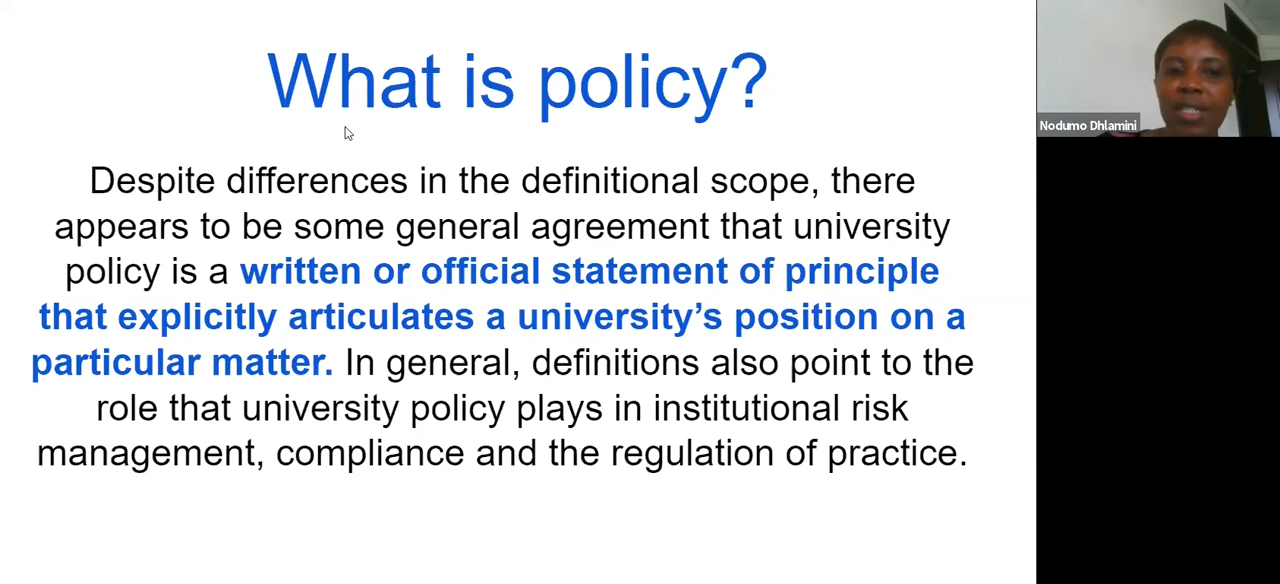 What is policy?
Despite differences in the definitional scope, there
appears to be some general agreement that university
policy is a written or official statement of principle
that explicitly articulates a university’s position on a
particular matter. In general, definitions also point to the
role that university policy plays in institutional risk
management, compliance and the regulation of practice.
Nodumo Dhlamini